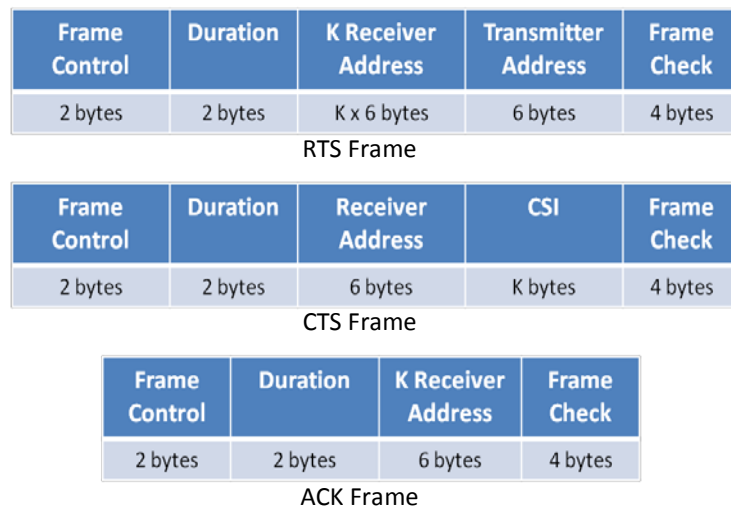 Frame Control Duration K Receiver Address Transmitter Address Frame Check
2 bytes 2 bytes K x 6 bytes 6 bytes 4 bytes
RTS Frame
Frame Control Duration Receiver Address CSI Frame Check
2 bytes 2 bytes 6 bytes K bytes 4 bytes
CTS Frame
Frame Control Duration K Receiver Address Frame Check
2 bytes 2 bytes 6 bytes 4 bytes
ACK Frame